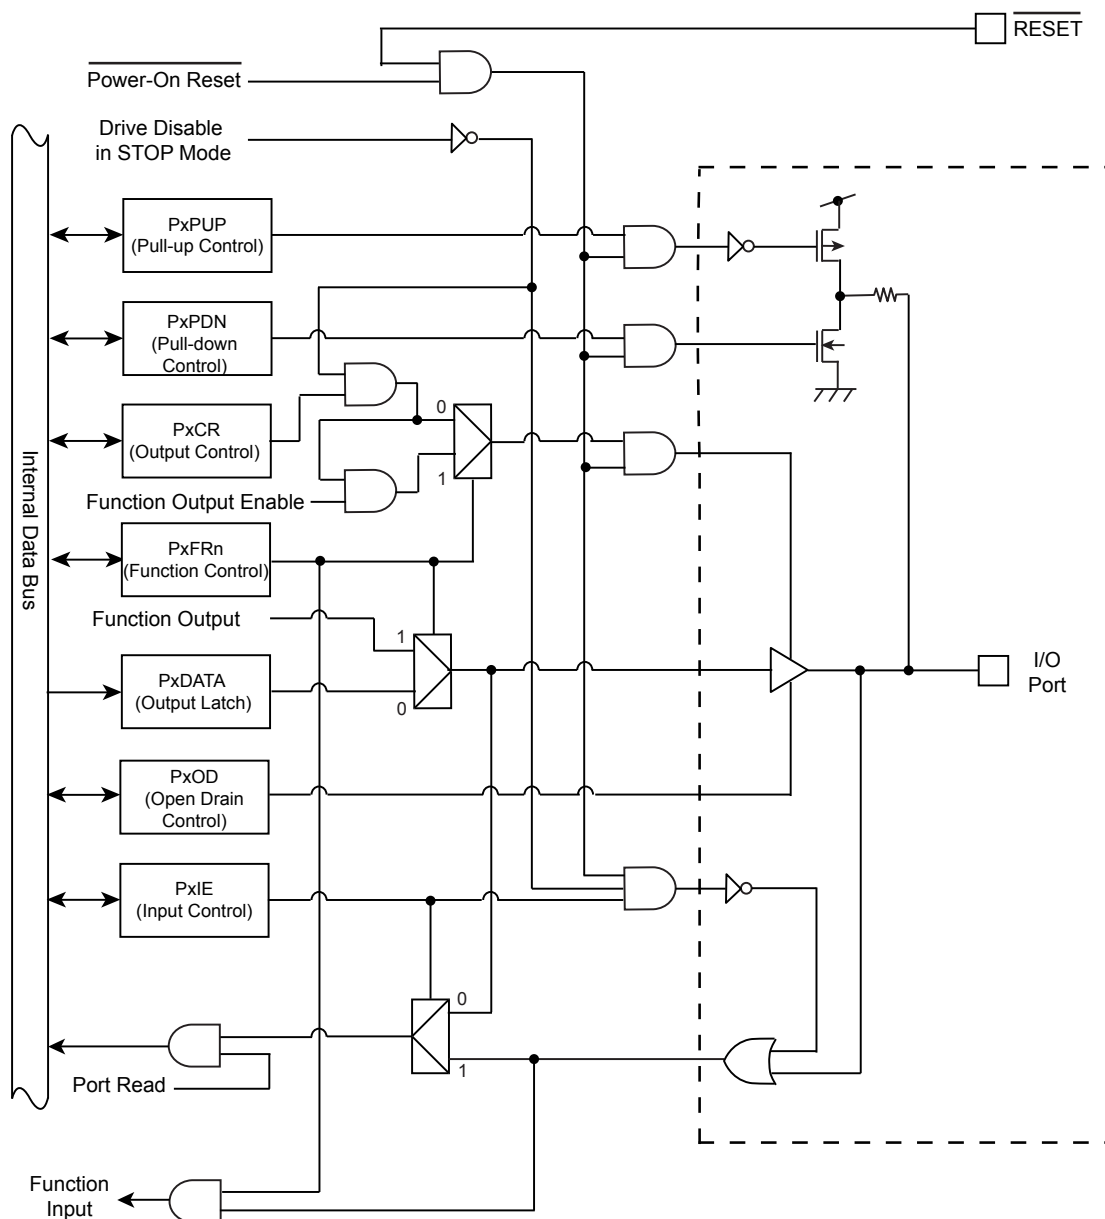 RESET
Power-On Reset
Drive Disable
in STOP Mode
PxPUP
(Pull-up Control)
PxPDN
(Pull-down
Control)
PxCR
(Output Control)
0
1
Function Output Enable
Internal Data Bus
PxFRn
(Function Control)
Function Output
1
0
PxDATA
(Output Latch)
I/O
Port
PxOD
(Open Drain
Control)
PxIE
(Input Control)
0
1
Port Read
Function
Input